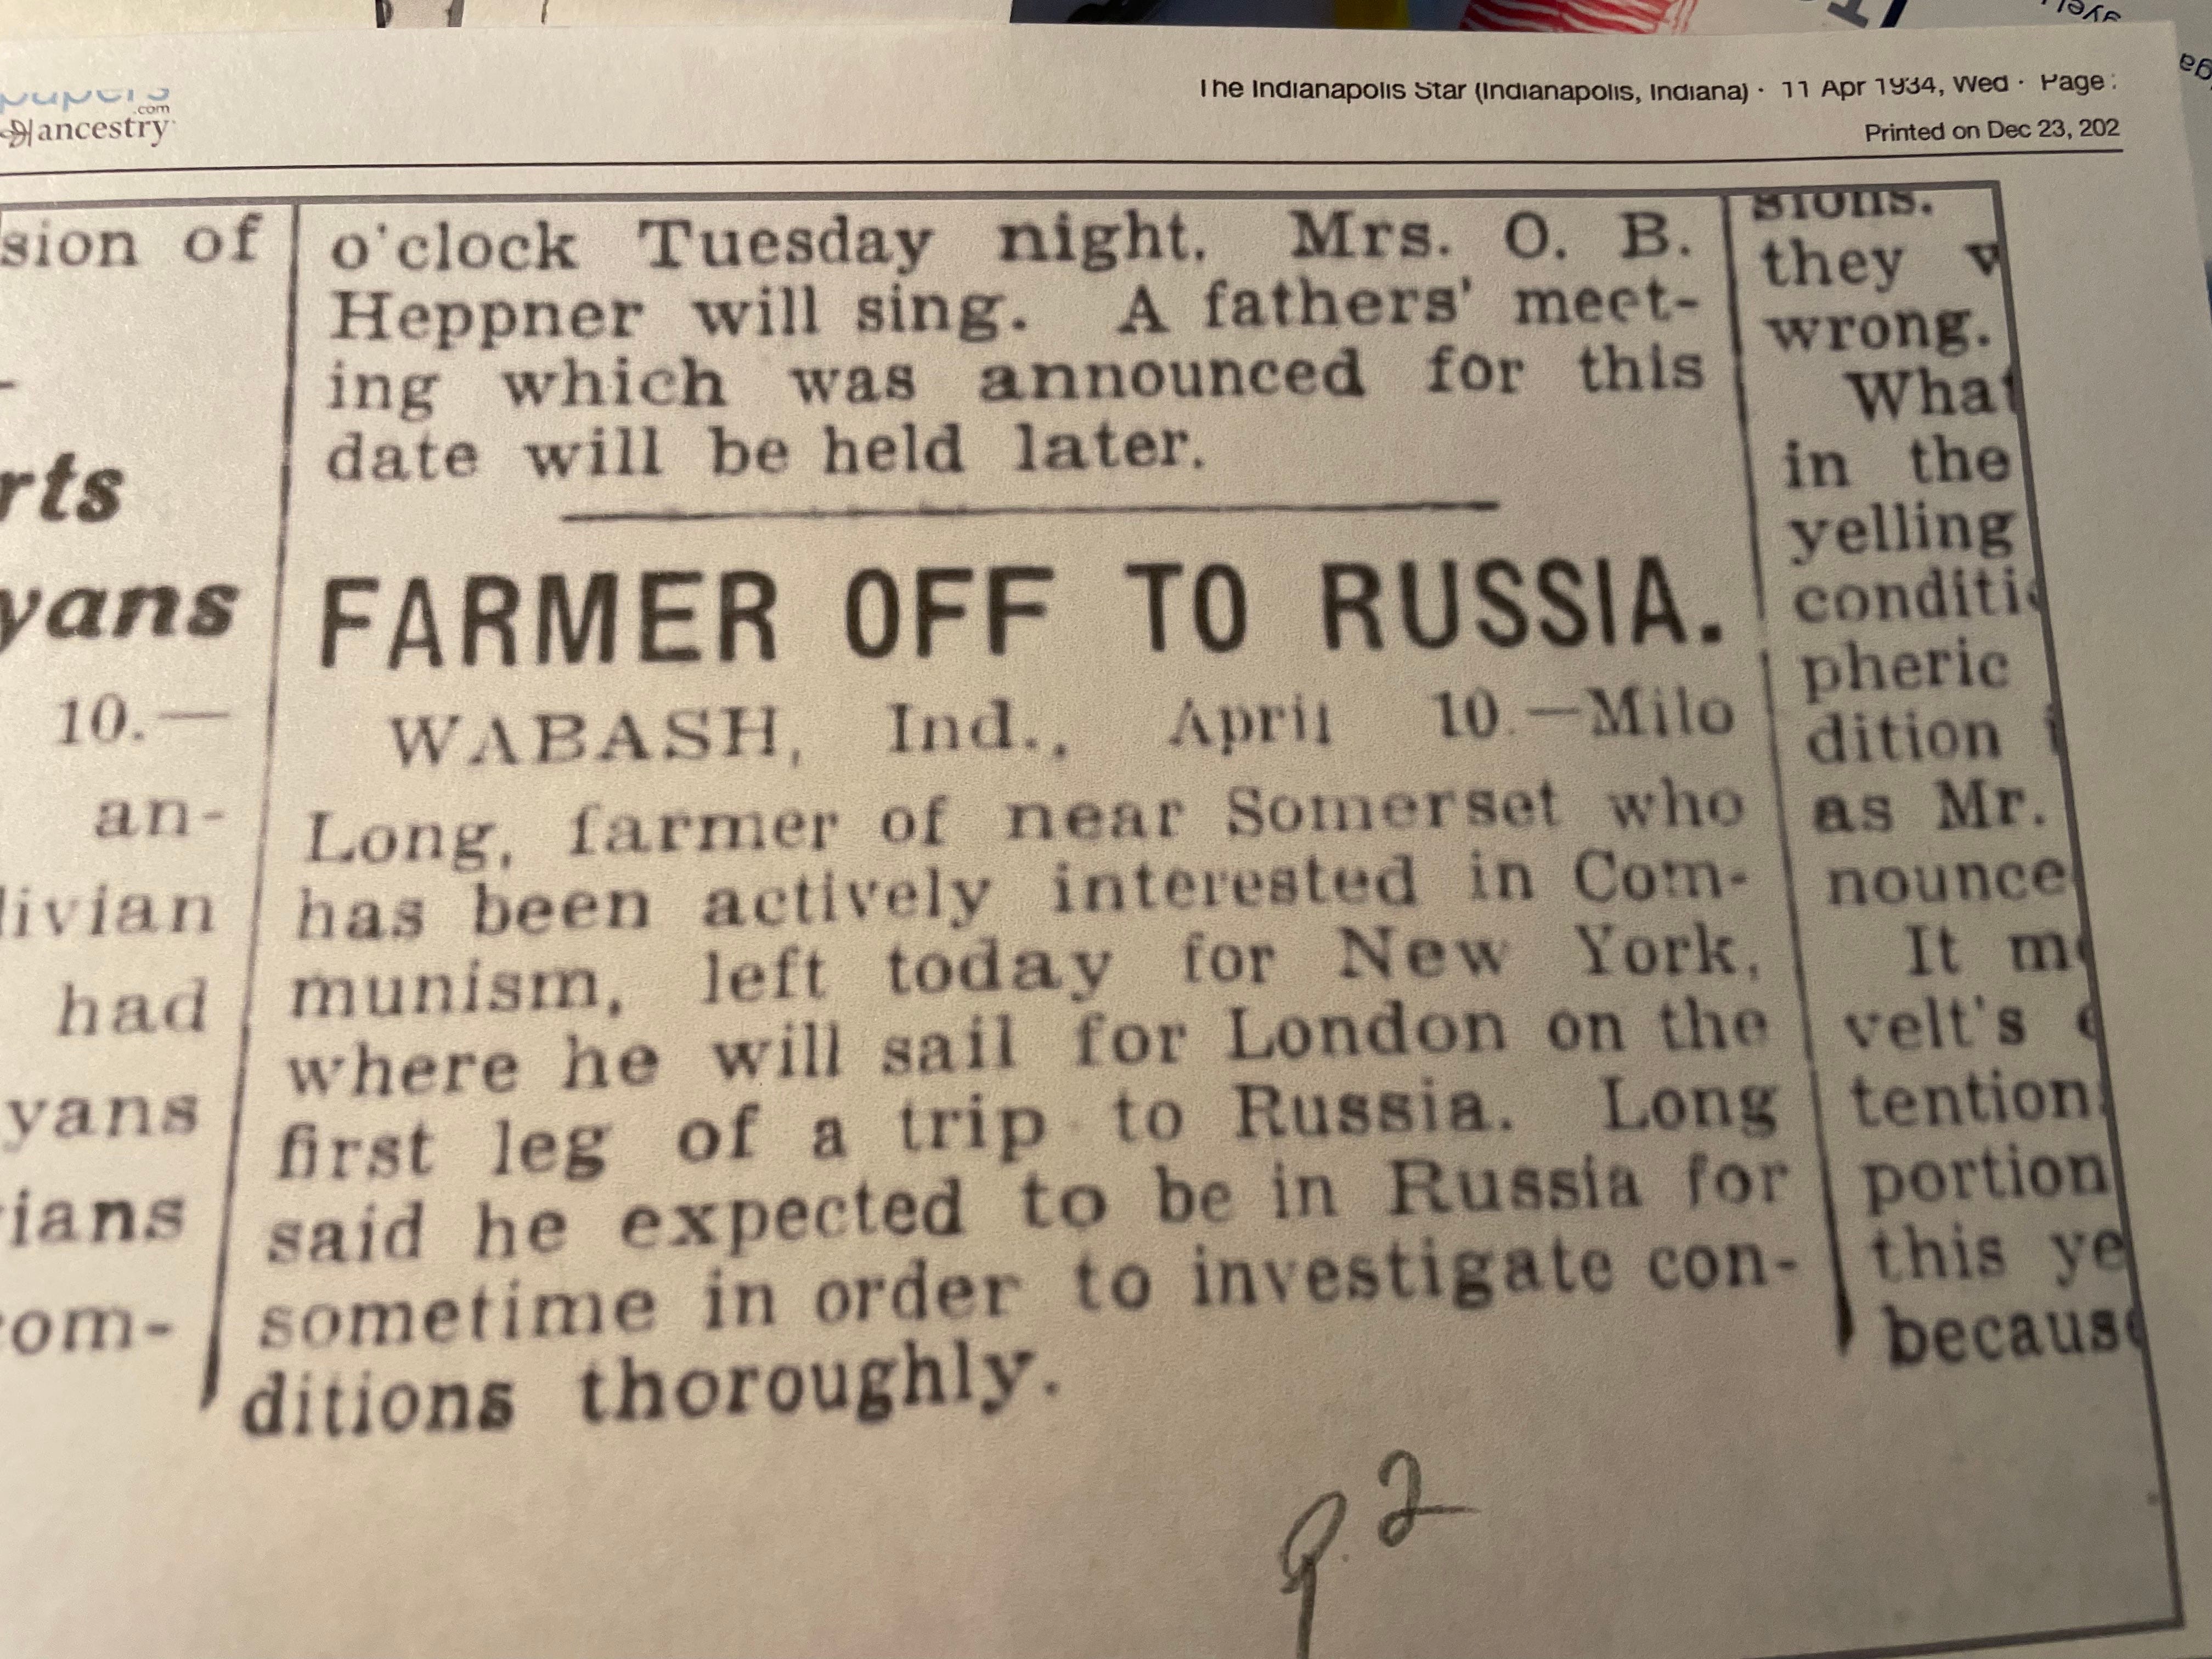 .com
ancestry
The Indianapolis Star (Indianapolis, Indiana) · 11 Apr 1934, Wed · Page
Printed on Dec 23, 202
sion of
rts
yans
10.—
an-
livian
had
yans
ians
om-
o'clock Tuesday night. Mrs. O. B.
Heppner will sing. A fathers' meet-
ing which was announced for this
date will be held later.
FARMER OFF TO RUSSIA.
WABASH, Ind., April 10.—Milo
Long, farmer of near Somerset who
has been actively interested in Com-
munism, left today for New York,
where he will sail for London on the
first leg of a trip to Russia. Long
said he expected to be in Russia for
sometime in order to investigate con-
ditions thoroughly.
sions.
they w
wrong.
What
in the
yelling
conditi
pheric
dition
as Mr.
nounce
It m
velt's
tention
portion
this ye
because
p. 2